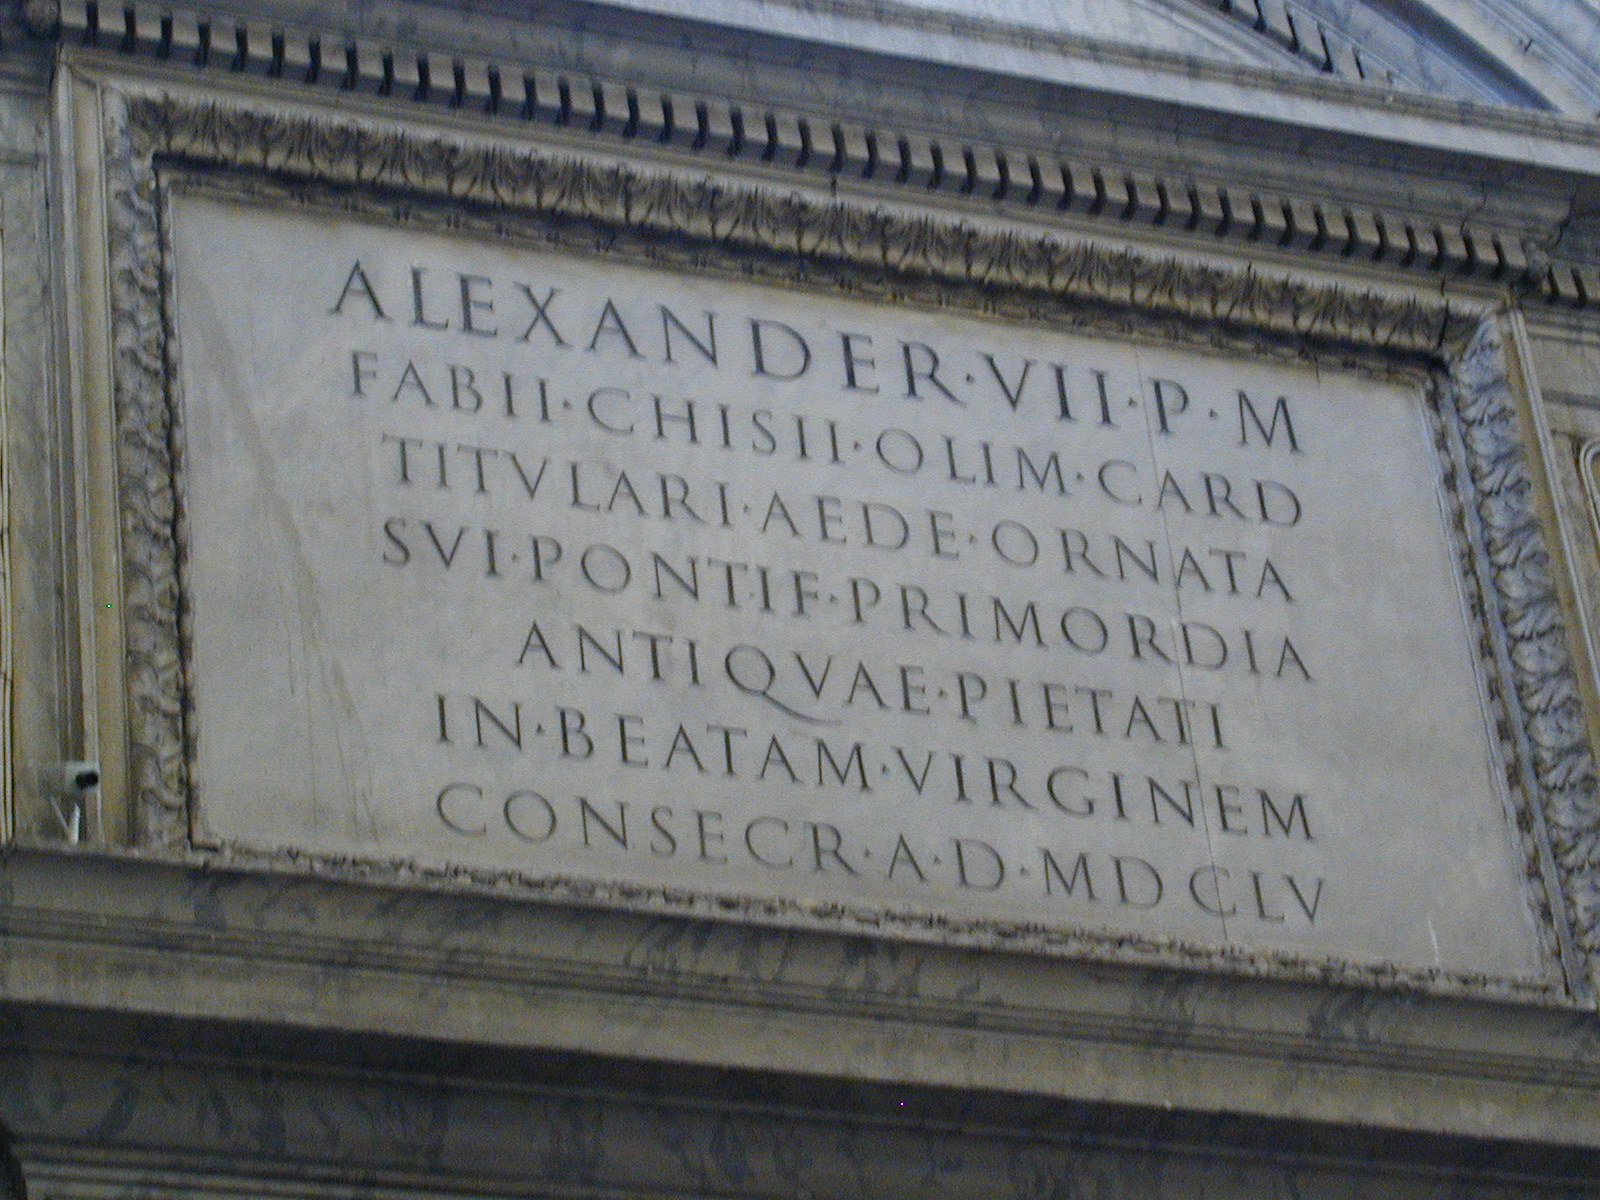 ALEXANDER·VII·P·M
FABII·CHISII·OLIM·CARD
TITVLARI·AEDE·ORNATA
SVI·PONTIF·PRIMORDIA
ANTIQVAE·PIETATI
IN·BEATAM·VIRGINEM
CONSECR·A·D·MDCLV